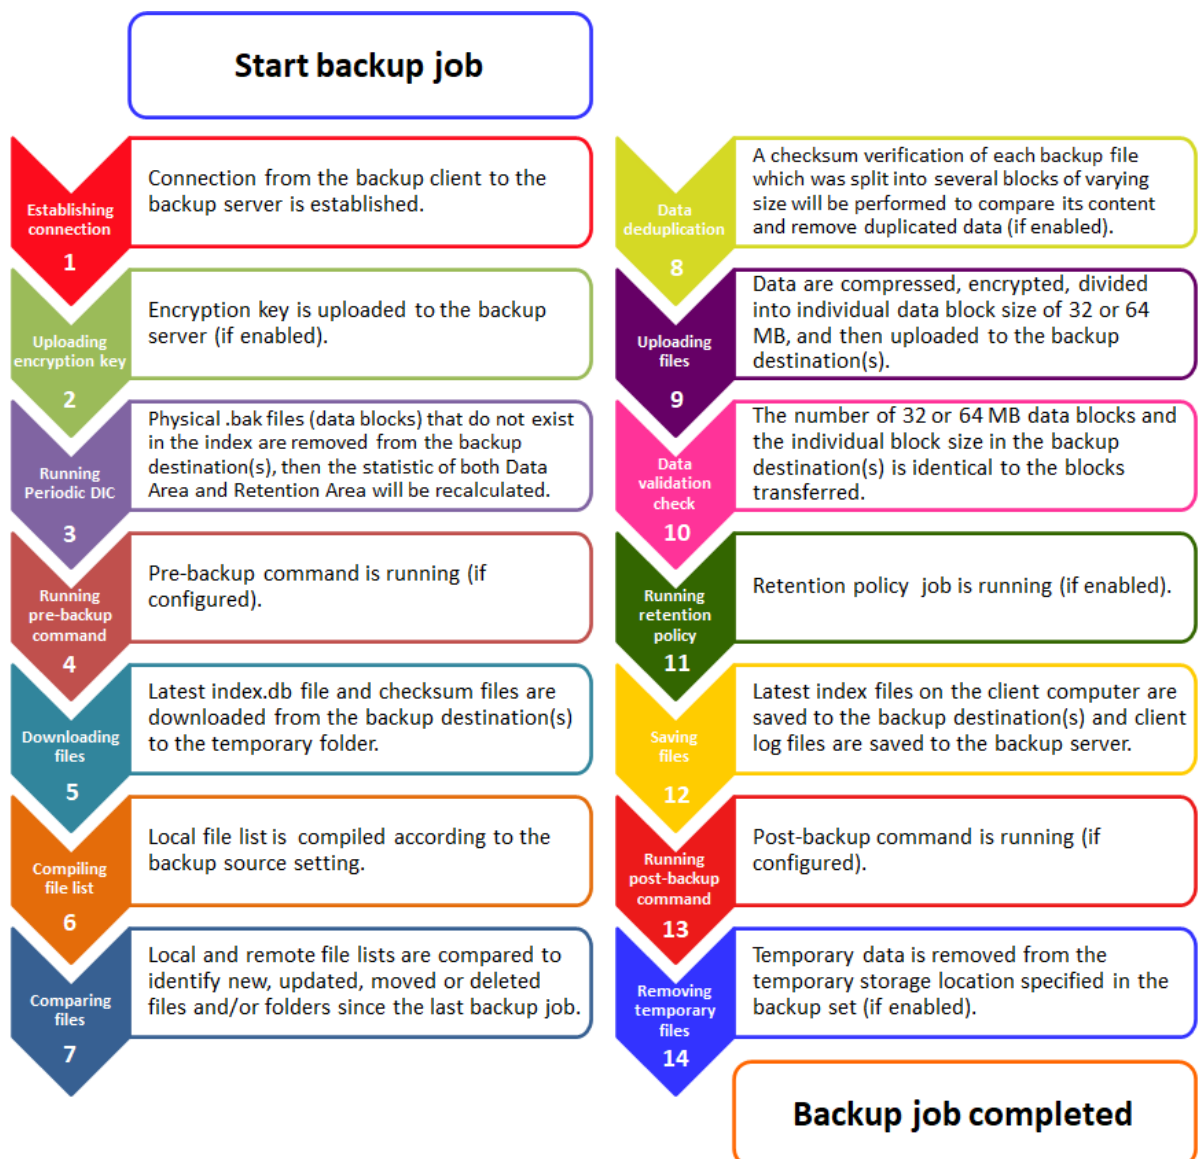 Start backup job
Establishing
connection
1
Connection from the backup client to the
backup server is established.
Uploading
encryption key
2
Encryption key is uploaded to the backup
server (if enabled).
Running
Periodic DIC
3
Physical .bak files (data blocks) that do not exist
in the index are removed from the backup
destination(s), then the statistic of both Data
Area and Retention Area will be recalculated.
Running
pre-backup
command
4
Pre-backup command is running (if
configured).
Downloading
files
5
Latest index.db file and checksum files are
downloaded from the backup destination(s)
to the temporary folder.
Compiling
file list
6
Local file list is compiled according to the
backup source setting.
Comparing
files
7
Local and remote file lists are compared to
identify new, updated, moved or deleted
files and/or folders since the last backup job.
Data
deduplication
8
A checksum verification of each backup file
which was split into several blocks of varying
size will be performed to compare its content
and remove duplicated data (if enabled).
Uploading
files
9
Data are compressed, encrypted, divided
into individual data block size of 32 or 64
MB, and then uploaded to the backup
destination(s).
Data
validation
check
10
The number of 32 or 64 MB data blocks and
the individual block size in the backup
destination(s) is identical to the blocks
transferred.
Running
retention
policy
11
Retention policy job is running (if enabled).
Saving
files
12
Latest index files on the client computer are
saved to the backup destination(s) and client
log files are saved to the backup server.
Running
post-backup
command
13
Post-backup command is running (if
configured).
Removing
temporary
files
14
Temporary data is removed from the
temporary storage location specified in the
backup set (if enabled).
Backup job completed